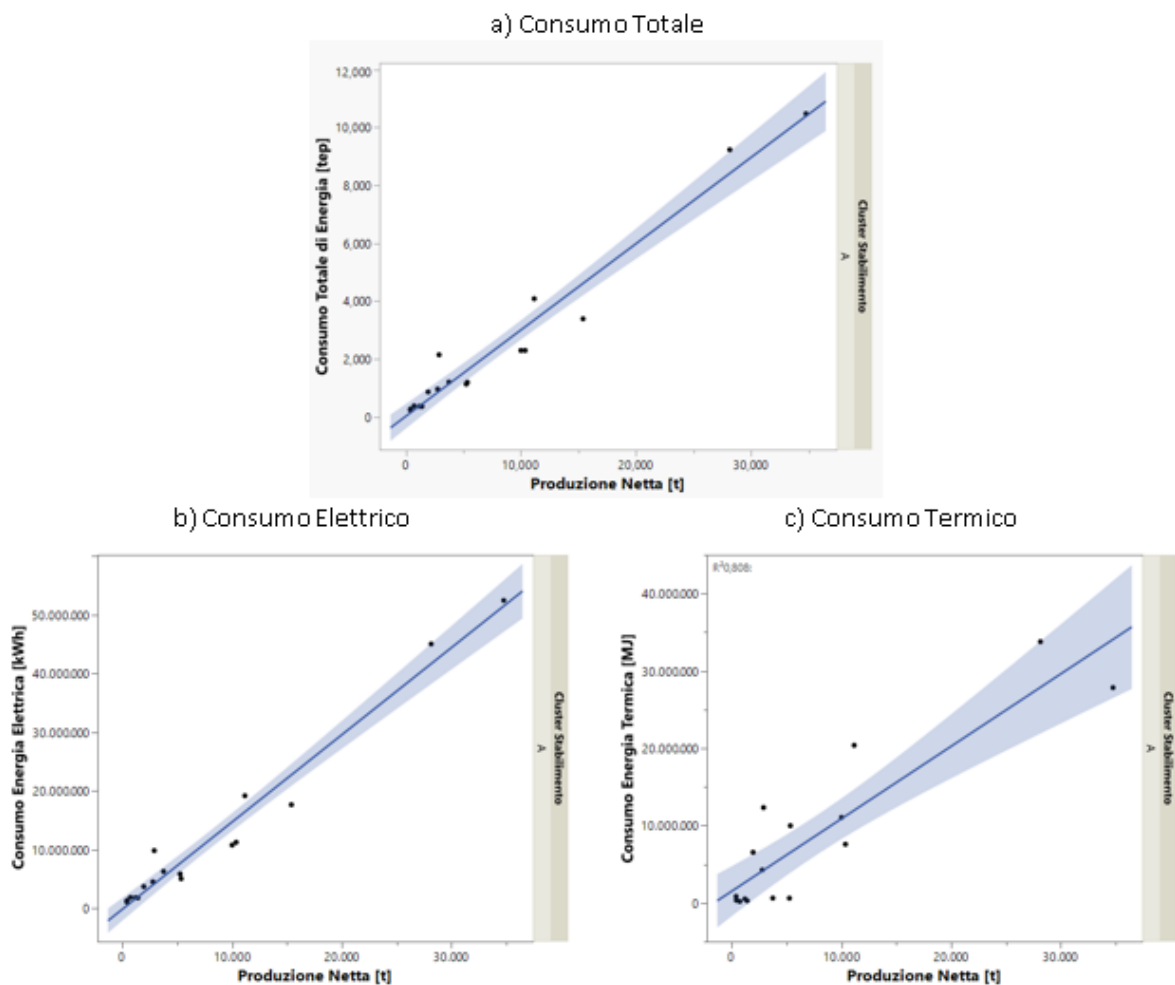 a) Consumo Totale
12,000
10,000
8,000
6,000
4,000
2,000
0
Consumo Totale di Energia [tep]
0
10,000
20,000
30,000
Produzione Netta [t]
Cluster Stabilimento
A
b) Consumo Elettrico
50.000.000
40.000.000
30.000.000
20.000.000
10.000.000
0
Consumo Energia Elettrica [kWh]
0
10.000
20.000
30.000
Produzione Netta [t]
Cluster Stabilimento
A
c) Consumo Termico
R²0,808:
40.000.000
30.000.000
20.000.000
10.000.000
0
Consumo Energia Termica [MJ]
0
10.000
20.000
30.000
Produzione Netta [t]
Cluster Stabilimento
A